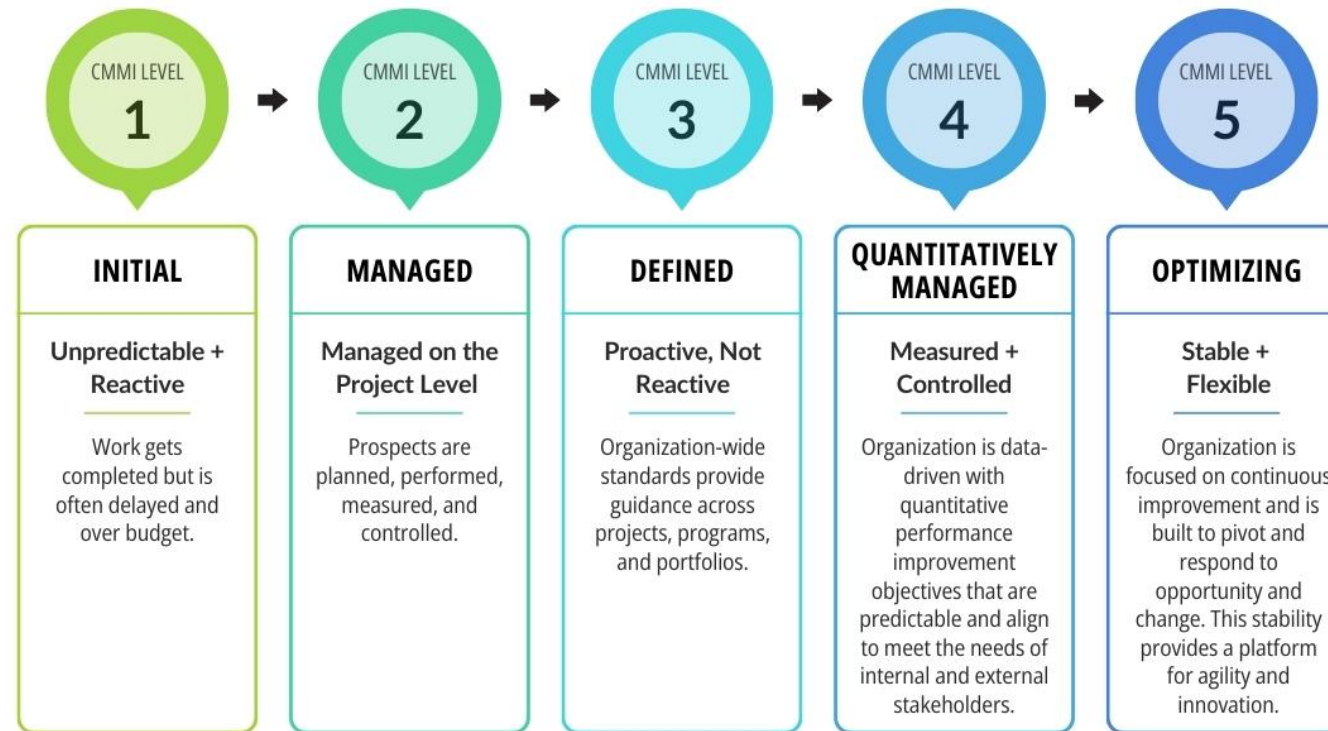 CMMI LEVEL
1
CMMI LEVEL
2
CMMI LEVEL
3
CMMI LEVEL
4
CMMI LEVEL
5
INITIAL
Unpredictable +
Reactive
Work gets
completed but is
often delayed and
over budget.
MANAGED
Managed on the
Project Level
Prospects are
planned, performed,
measured, and
controlled.
DEFINED
Proactive, Not
Reactive
Organization-wide
standards provide
guidance across
projects, programs,
and portfolios.
QUANTITATIVELY
MANAGED
Measured +
Controlled
Organization is data-
driven with
quantitative
performance
improvement
objectives that are
predictable and align
to meet the needs of
internal and external
stakeholders.
OPTIMIZING
Stable +
Flexible
Organization is
focused on continuous
improvement and is
built to pivot and
respond to
opportunity and
change. This stability
provides a platform
for agility and
innovation.